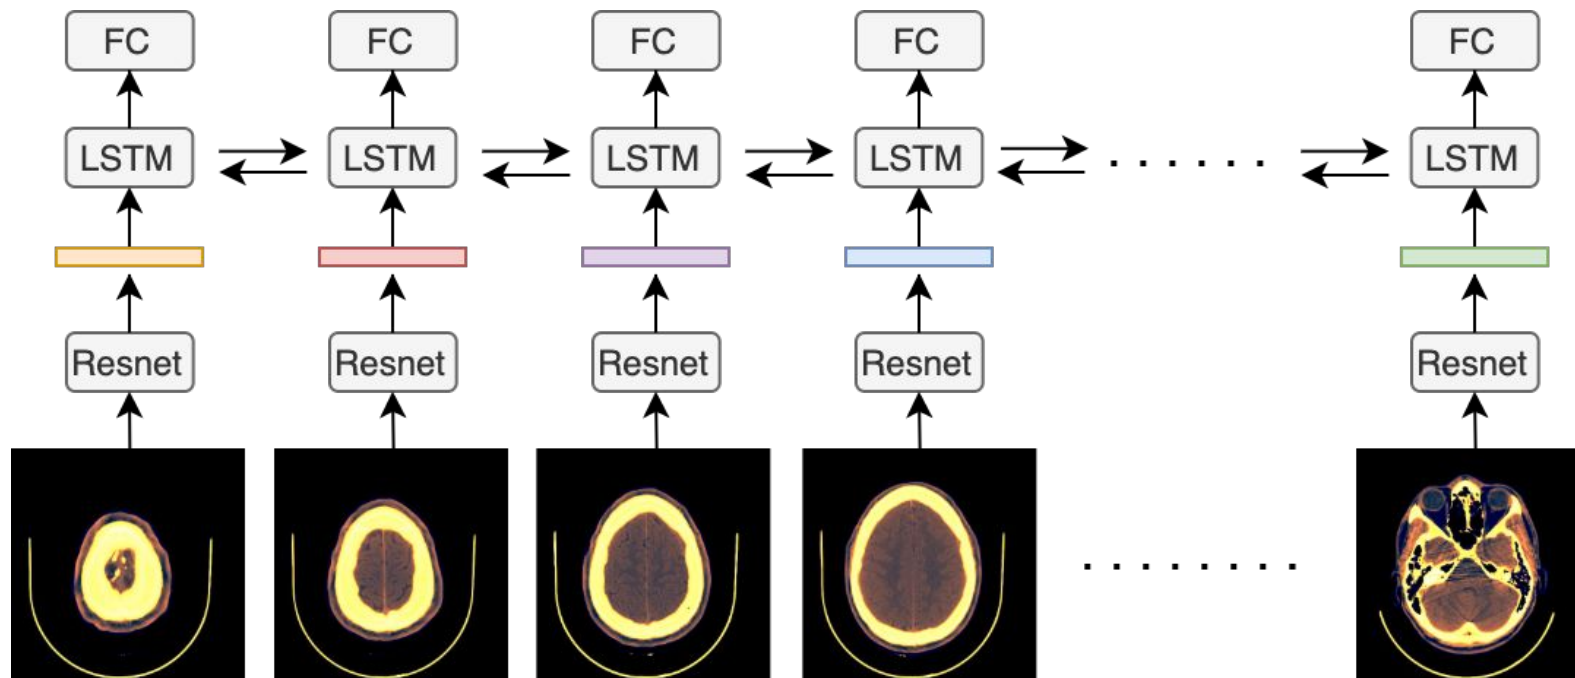 FC FC FC FC FC
LSTM LSTM LSTM LSTM ...... LSTM
Resnet Resnet Resnet Resnet Resnet
........